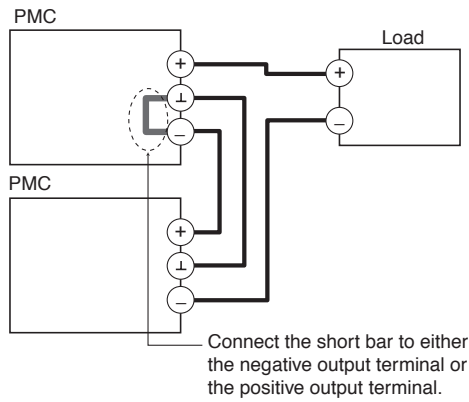 PMC
Load
+
⊥
−
+
−
PMC
+
⊥
−
Connect the short bar to either
the negative output terminal or
the positive output terminal.